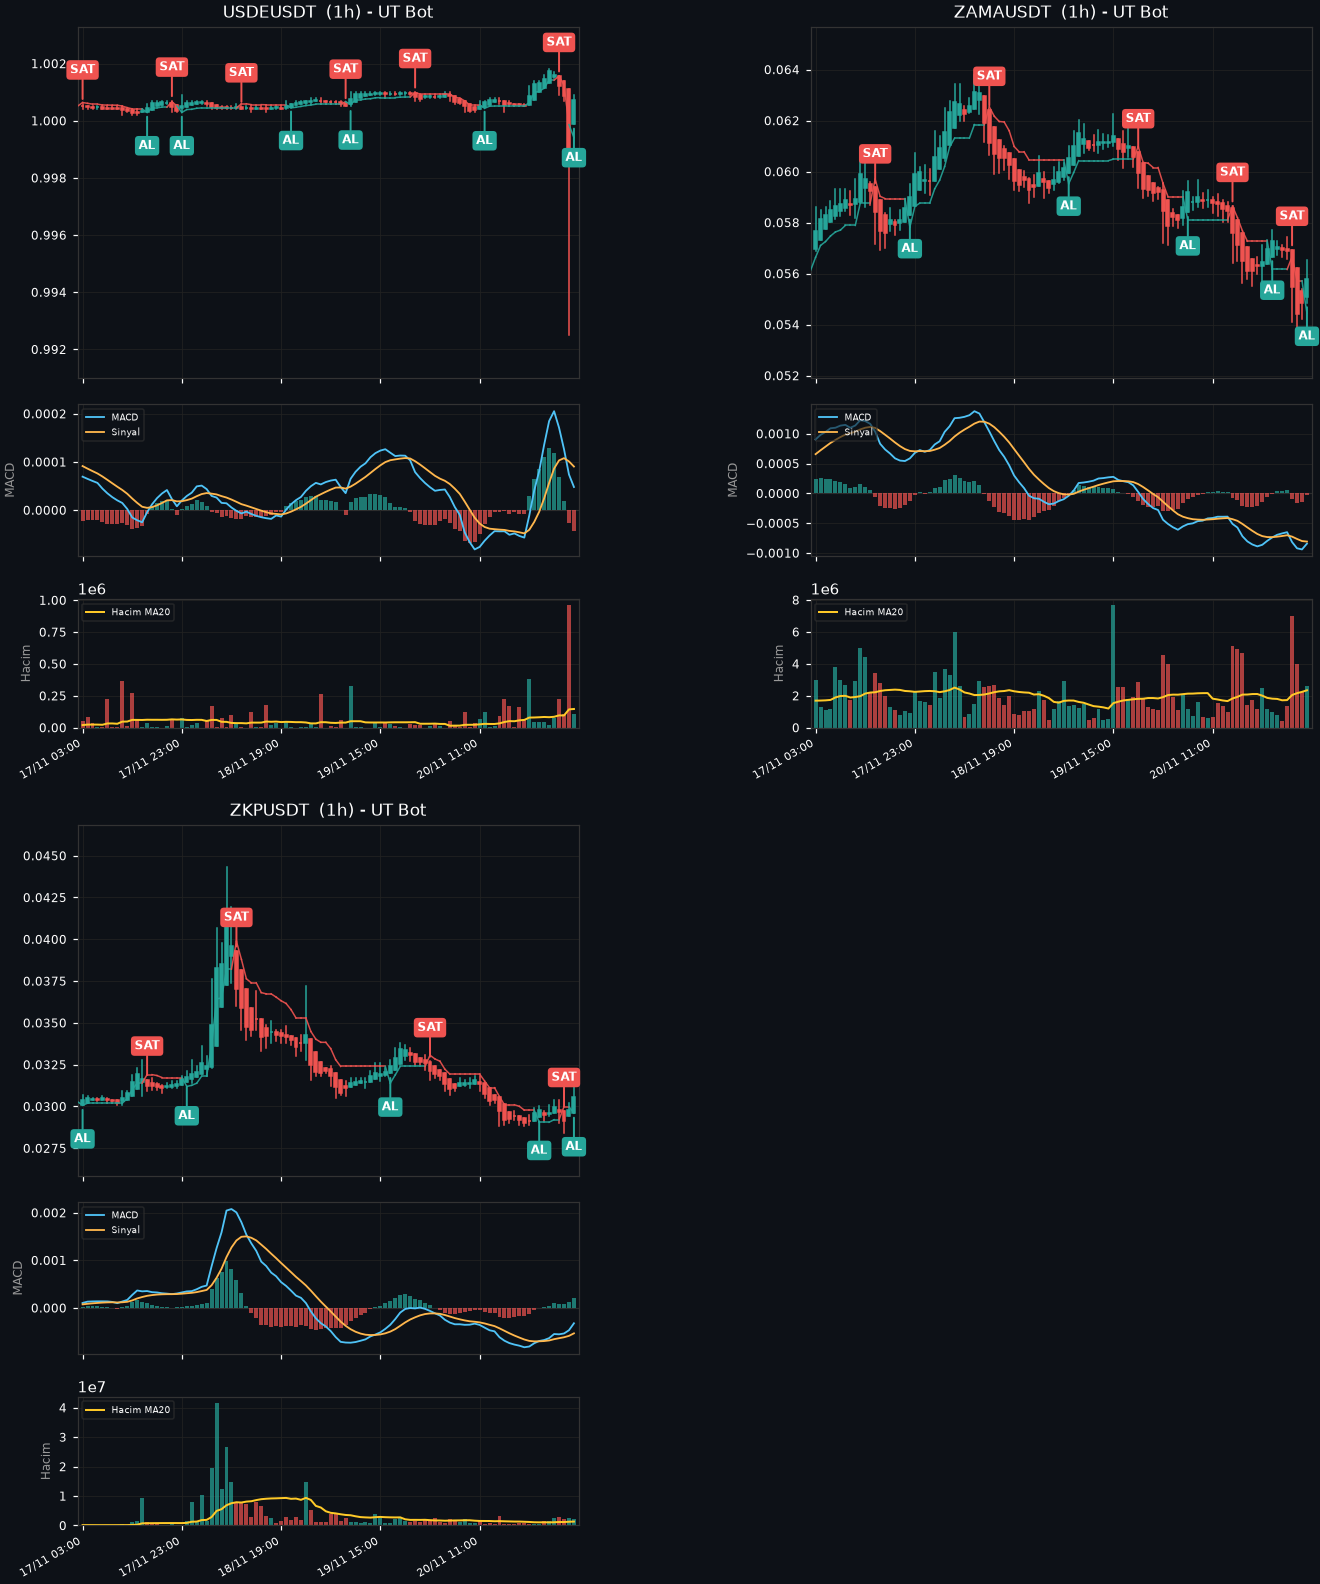 USDEUSDT  (1h) - UT Bot
1.002
1.000
0.998
0.996
0.994
0.992
SAT
SAT
SAT
SAT
SAT
SAT
AL
AL
AL
AL
AL
AL
MACD
0.0002
0.0001
0.0000
MACD
Sinyal
1e6
Hacim
1.00
0.75
0.50
0.25
0.00
Hacim MA20
17/11 03:00
17/11 23:00
18/11 19:00
19/11 15:00
20/11 11:00
ZAMAUSDT  (1h) - UT Bot
0.064
0.062
0.060
0.058
0.056
0.054
0.052
SAT
SAT
SAT
SAT
SAT
AL
AL
AL
AL
AL
MACD
0.0010
0.0005
0.0000
−0.0005
−0.0010
MACD
Sinyal
1e6
Hacim
8
6
4
2
0
Hacim MA20
17/11 03:00
17/11 23:00
18/11 19:00
19/11 15:00
20/11 11:00
ZKPUSDT  (1h) - UT Bot
0.0450
0.0425
0.0400
0.0375
0.0350
0.0325
0.0300
0.0275
SAT
SAT
SAT
SAT
AL
AL
AL
AL
AL
MACD
0.002
0.001
0.000
MACD
Sinyal
1e7
Hacim
4
3
2
1
0
Hacim MA20
17/11 03:00
17/11 23:00
18/11 19:00
19/11 15:00
20/11 11:00